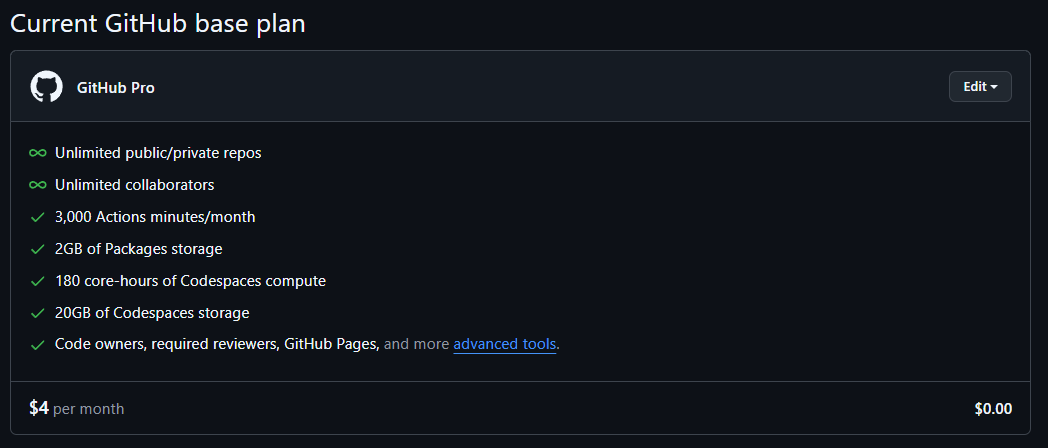 Current GitHub base plan
GitHub Pro
Edit
Unlimited public/private repos
Unlimited collaborators
3,000 Actions minutes/month
2GB of Packages storage
180 core-hours of Codespaces compute
20GB of Codespaces storage
Code owners, required reviewers, GitHub Pages, and more advanced tools.
$4 per month
$0.00